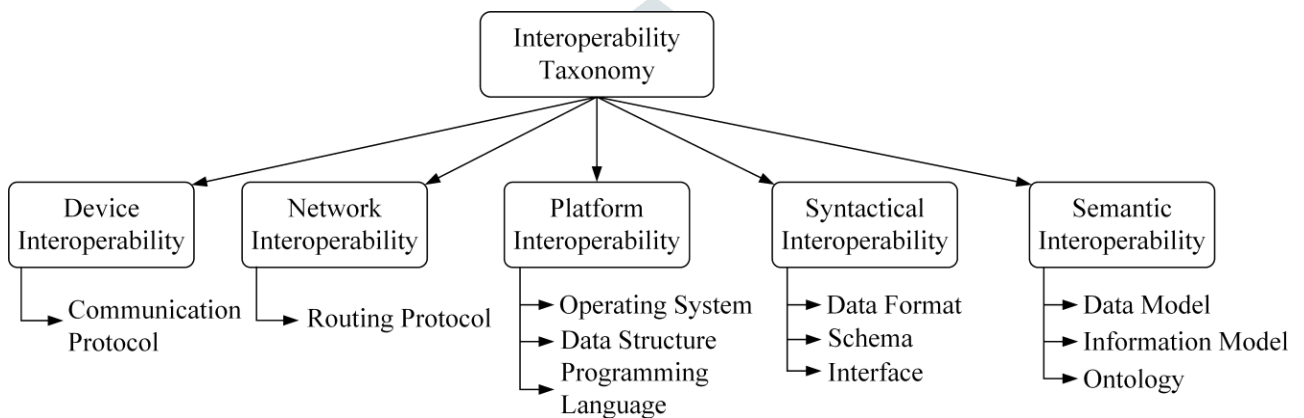 Interoperability
Taxonomy
Device
Interoperability
Network
Interoperability
Platform
Interoperability
Syntactical
Interoperability
Semantic
Interoperability
Communication
Protocol
Routing Protocol
Operating System
Data Structure
Programming
Language
Data Format
Schema
Interface
Data Model
Information Model
Ontology